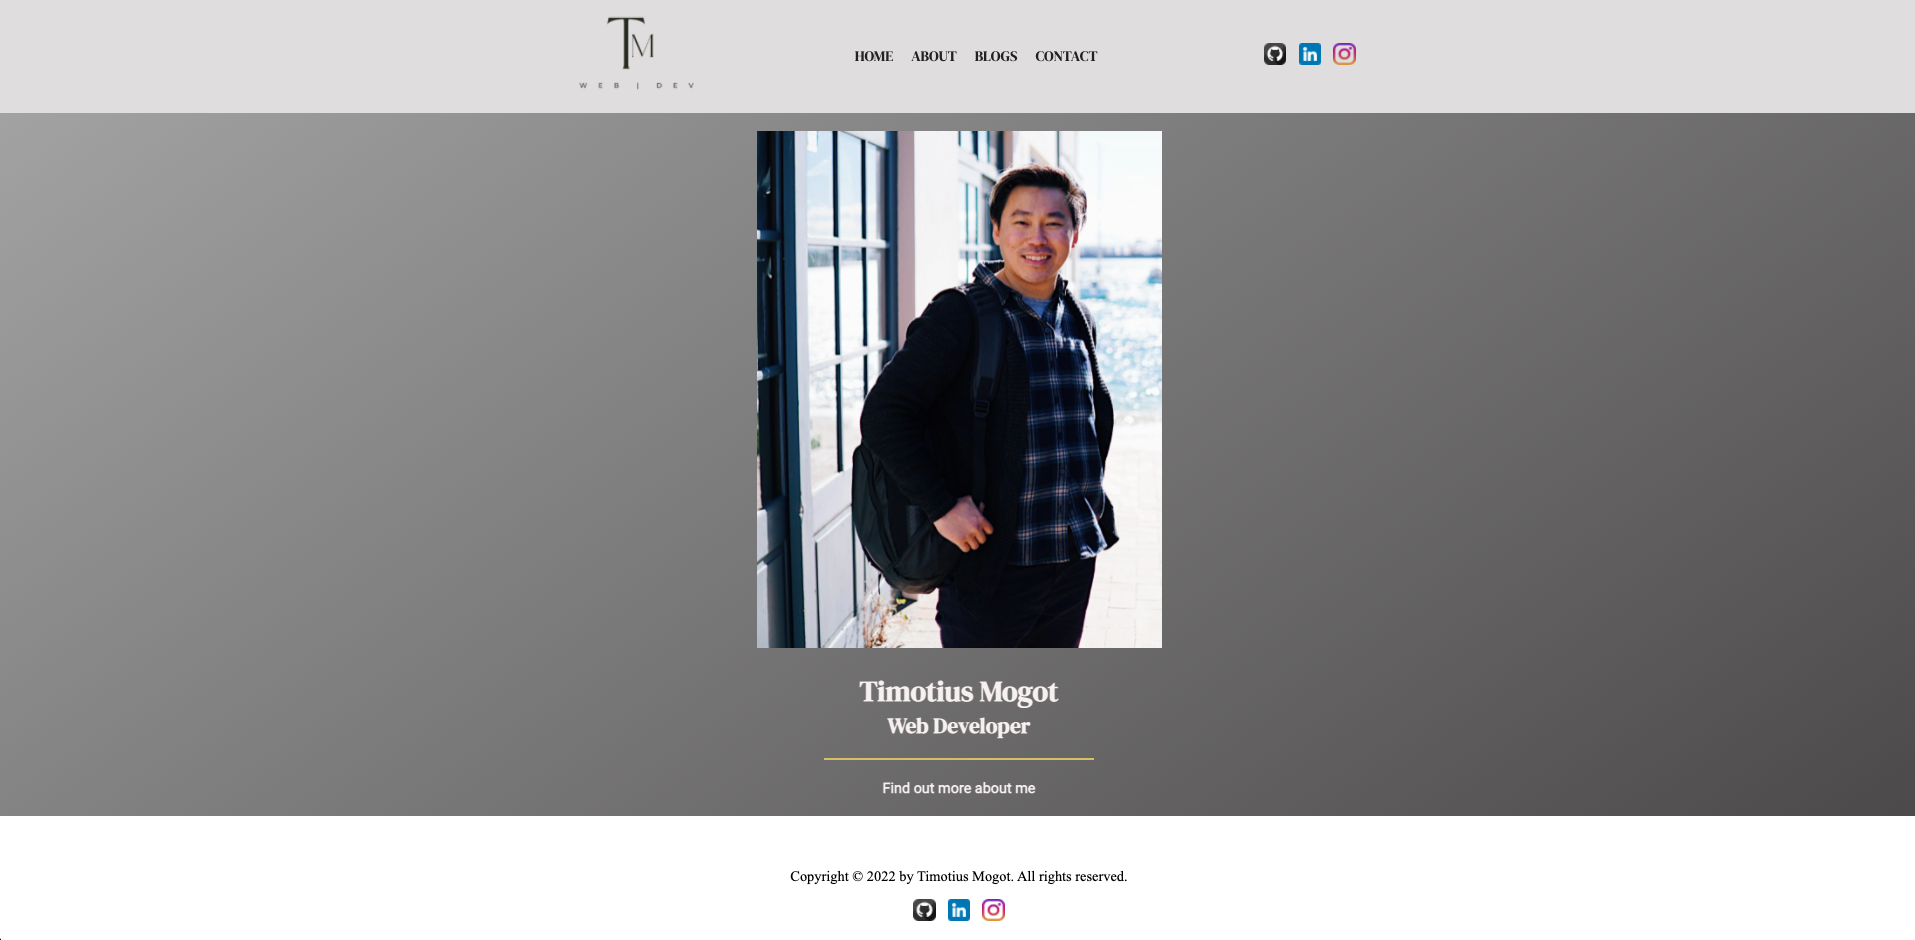 TM
WEB | DEV
HOME ABOUT BLOGS CONTACT
in
Timotius Mogot
Web Developer
Find out more about me
Copyright © 2022 by Timotius Mogot. All rights reserved.
in